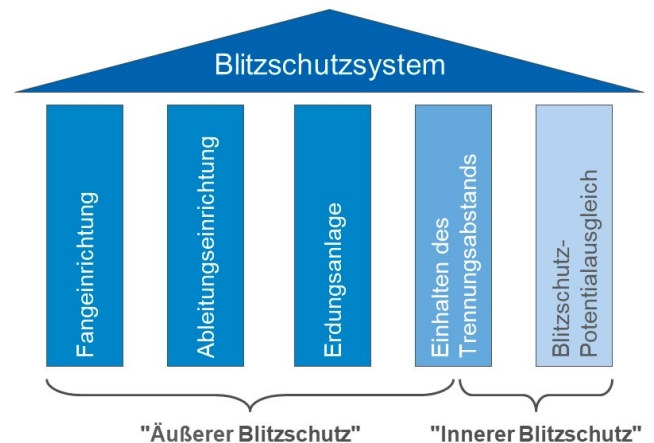 Blitzschutzsystem
Fangeinrichtung
Ableitungseinrichtung
Erdungsanlage
Einhalten des
Trennungsabstands
Blitzschutz-
Potentialausgleich
"Äußerer Blitzschutz"
"Innerer Blitzschutz"